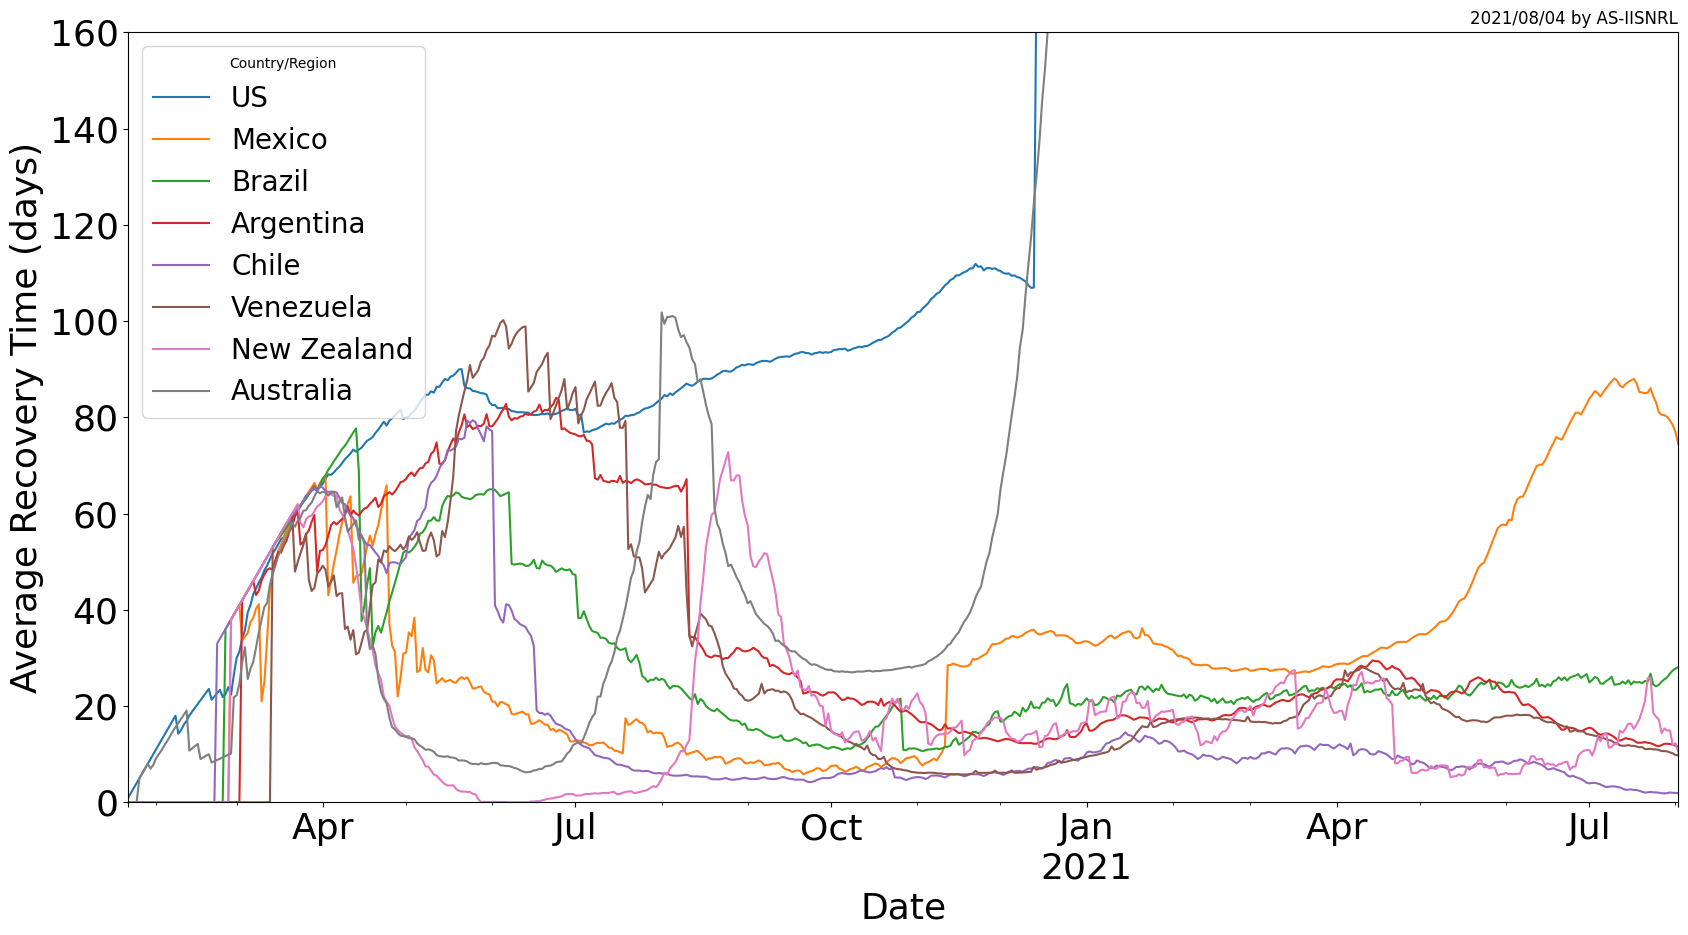 2021/08/04 by AS-IISNRL
160
140
120
100
80
60
40
20
0
Average Recovery Time (days)
Country/Region
US
Mexico
Brazil
Argentina
Chile
Venezuela
New Zealand
Australia
Apr
Jul
Oct
Jan
2021
Apr
Jul
Date